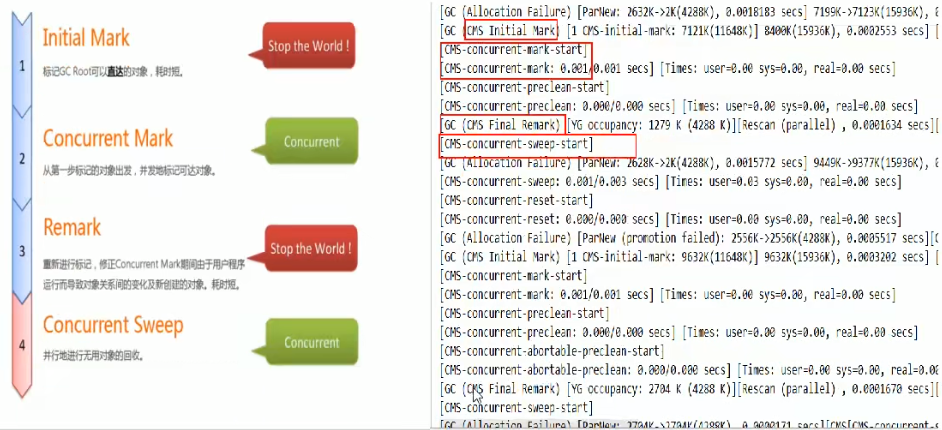 1
Initial Mark
标记GC Root可以直达的对象，耗时短。
Stop the World !
2
Concurrent Mark
从第一步标记的对象出发，并发地标记可达对象。
Concurrent
3
Remark
重新进行标记，修正Concurrent Mark期间由于用户程序
运行而导致对象关系间的变化及新创建的对象。耗时短。
Stop the World !
4
Concurrent Sweep
并行地进行无用对象的回收。
Concurrent
[GC (Allocation Failure) [ParNew: 2632K->2K(4288K), 0.0018183 secs] 7199K->7123K(15936K),
[GC (CMS Initial Mark) [1 CMS-initial-mark: 7121K(11648K)] 8400K(15936K), 0.0002553 secs]
[CMS-concurrent-mark-start]
[CMS-concurrent-mark: 0.001/0.001 secs] [Times: user=0.00 sys=0.00, real=0.00 secs]
[CMS-concurrent-preclean-start]
[CMS-concurrent-preclean: 0.000/0.000 secs] [Times: user=0.00 sys=0.00, real=0.00 secs]
[GC (CMS Final Remark) [YG occupancy: 1279 K (4288 K)][Rescan (parallel) , 0.0001634 secs]
[CMS-concurrent-sweep-start]
[GC (Allocation Failure) [ParNew: 2628K->2K(4288K), 0.0015772 secs] 9449K->9377K(15936K),
[CMS-concurrent-sweep: 0.001/0.003 secs] [Times: user=0.03 sys=0.00, real=0.00 secs]
[CMS-concurrent-reset-start]
[CMS-concurrent-reset: 0.000/0.000 secs] [Times: user=0.00 sys=0.00, real=0.00 secs]
[GC (Allocation Failure) [ParNew (promotion failed): 2556K->2556K(4288K), 0.0005517 secs][C
[GC (CMS Initial Mark) [1 CMS-initial-mark: 9632K(11648K)] 9632K(15936K), 0.0003202 secs]
[CMS-concurrent-mark-start]
[CMS-concurrent-mark: 0.001/0.001 secs] [Times: user=0.00 sys=0.00, real=0.00 secs]
[CMS-concurrent-preclean-start]
[CMS-concurrent-preclean: 0.000/0.000 secs] [Times: user=0.00 sys=0.00, real=0.00 secs]
[CMS-concurrent-abortable-preclean-start]
[CMS-concurrent-abortable-preclean: 0.000/0.000 secs] [Times: user=0.00 sys=0.00, real=0.0
[GC (CMS Final Remark) [YG occupancy: 2704 K (4288 K)][Rescan (parallel) , 0.0001670 secs]
[CMS-concurrent-sweep-start]
[GC (Allocation Failure) 2704K->2704K(4288K), 0.0000171 secs][CMS[CMS-concurrent-s